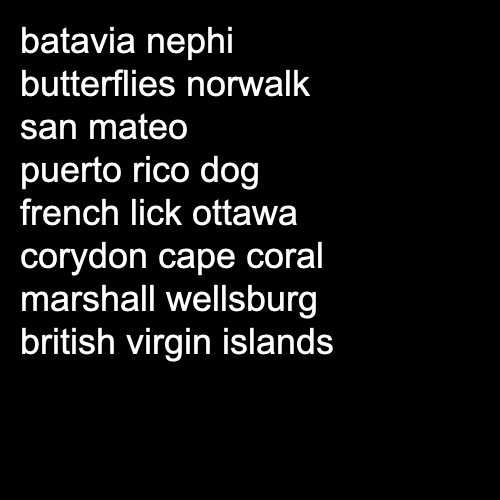 batavia nephi
butterflies norwalk
san mateo
puerto rico dog
french lick ottawa
corydon cape coral
marshall wellsburg
british virgin islands